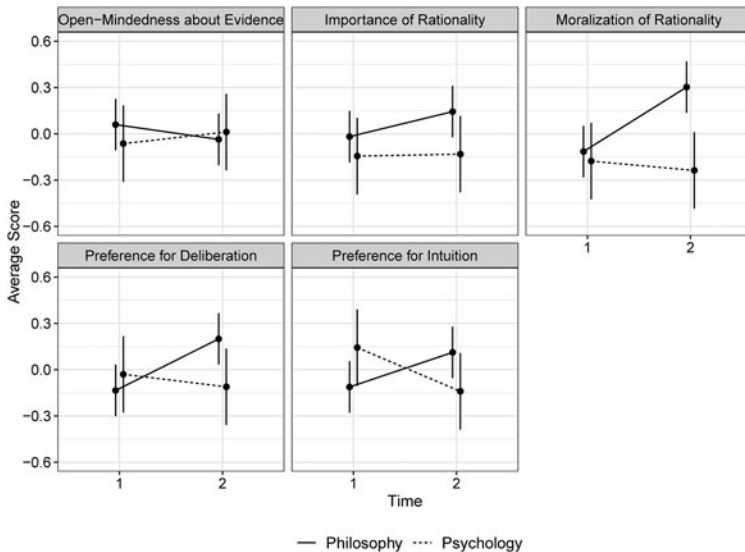 Open−Mindedness about Evidence
Importance of Rationality
Moralization of Rationality
0.6
0.3
0.0
−0.3
−0.6
1
2
Preference for Deliberation
Preference for Intuition
0.6
0.3
0.0
−0.3
−0.6
1
2
1
2
Average Score
Time
Philosophy
Psychology